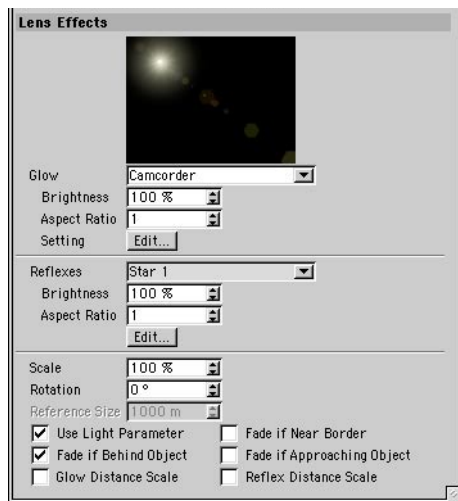 Lens Effects
Glow Camcorder
Brightness 100 %
Aspect Ratio 1
Setting Edit...
Reflexes Star 1
Brightness 100 %
Aspect Ratio 1
Edit...
Scale 100 %
Rotation 0 °
Reference Size 1000 m
Use Light Parameter Fade if Near Border
Fade if Behind Object Fade if Approaching Object
Glow Distance Scale Reflex Distance Scale